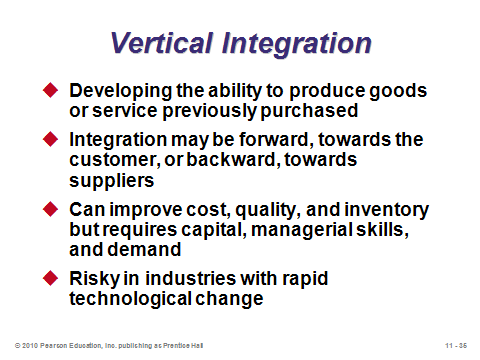 Vertical Integration
Developing the ability to produce goods
or service previously purchased
Integration may be forward, towards the
customer, or backward, towards
suppliers
Can improve cost, quality, and inventory
but requires capital, managerial skills,
and demand
Risky in industries with rapid
technological change
© 2010 Pearson Education, Inc. publishing as Prentice Hall
11 - 35